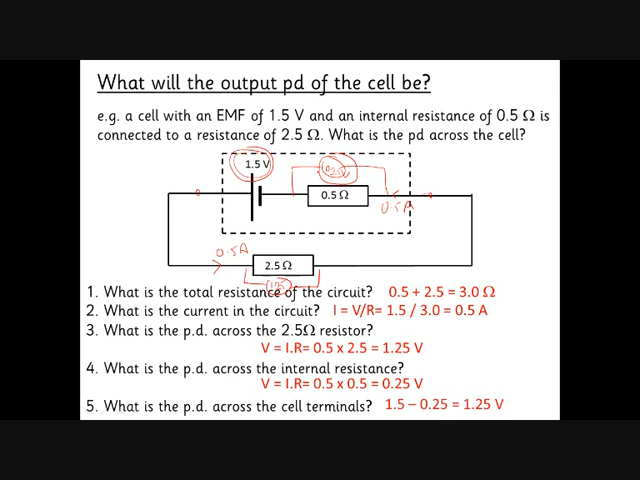 What will the output pd of the cell be?
e.g. a cell with an EMF of 1.5 V and an internal resistance of 0.5 Ω is
connected to a resistance of 2.5 Ω. What is the pd across the cell?
1.5 V
0.25V
0.5 Ω
0.5A
0.5A
2.5 Ω
1.25
1. What is the total resistance of the circuit? 0.5 + 2.5 = 3.0 Ω
2. What is the current in the circuit? I = V/R= 1.5 / 3.0 = 0.5 A
3. What is the p.d. across the 2.5Ω resistor?
V = I.R= 0.5 x 2.5 = 1.25 V
4. What is the p.d. across the internal resistance?
V = I.R= 0.5 x 0.5 = 0.25 V
5. What is the p.d. across the cell terminals? 1.5 – 0.25 = 1.25 V